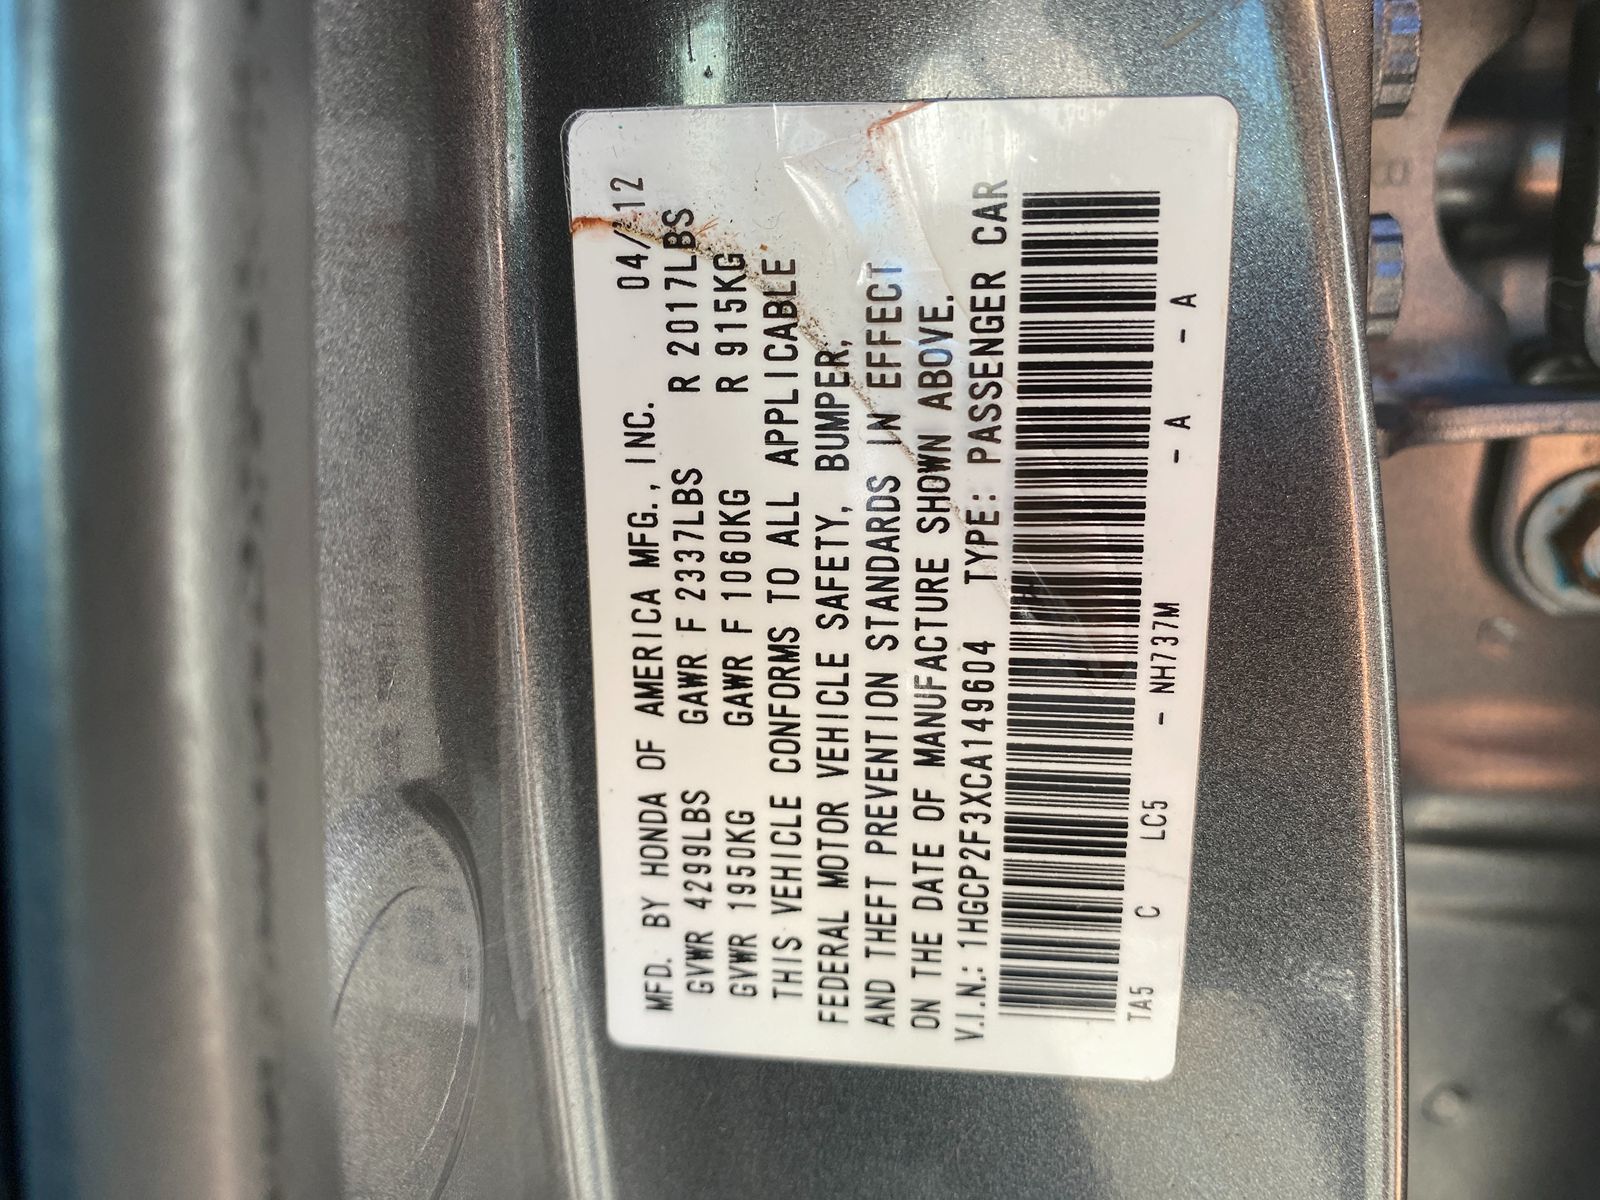 MFD. BY HONDA OF AMERICA MFG., INC. 04/12
GVWR 4299LBS GAWR F 2337LBS R 2017LBS
GVWR 1950KG GAWR F 1060KG R 915KG
THIS VEHICLE CONFORMS TO ALL APPLICABLE
FEDERAL MOTOR VEHICLE SAFETY, BUMPER,
AND THEFT PREVENTION STANDARDS IN EFFECT
ON THE DATE OF MANUFACTURE SHOWN ABOVE.
V.I.N.: 1HGCP2F3XCA149604 TYPE: PASSENGER CAR
TA5 C LC5 - NH737M - A - A